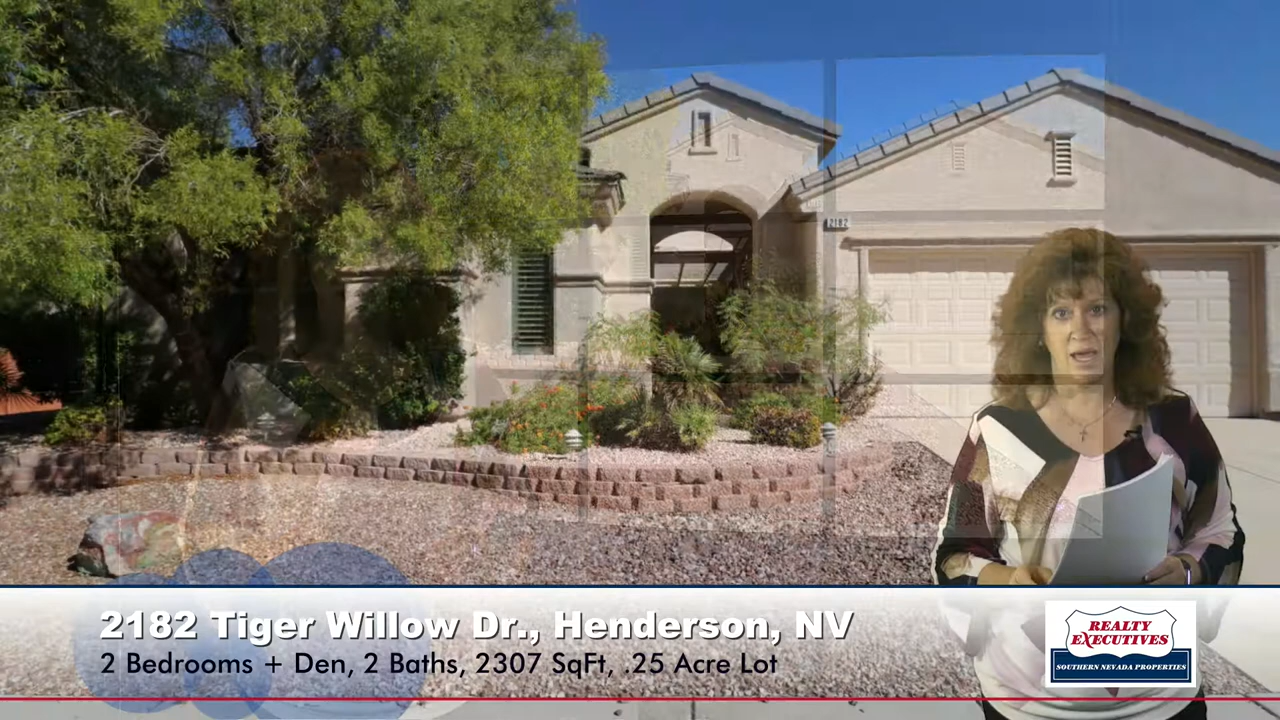 2182
2182 Tiger Willow Dr., Henderson, NV
2 Bedrooms + Den, 2 Baths, 2307 SqFt, .25 Acre Lot
REALTY
EXECUTIVES
SOUTHERN NEVADA PROPERTIES